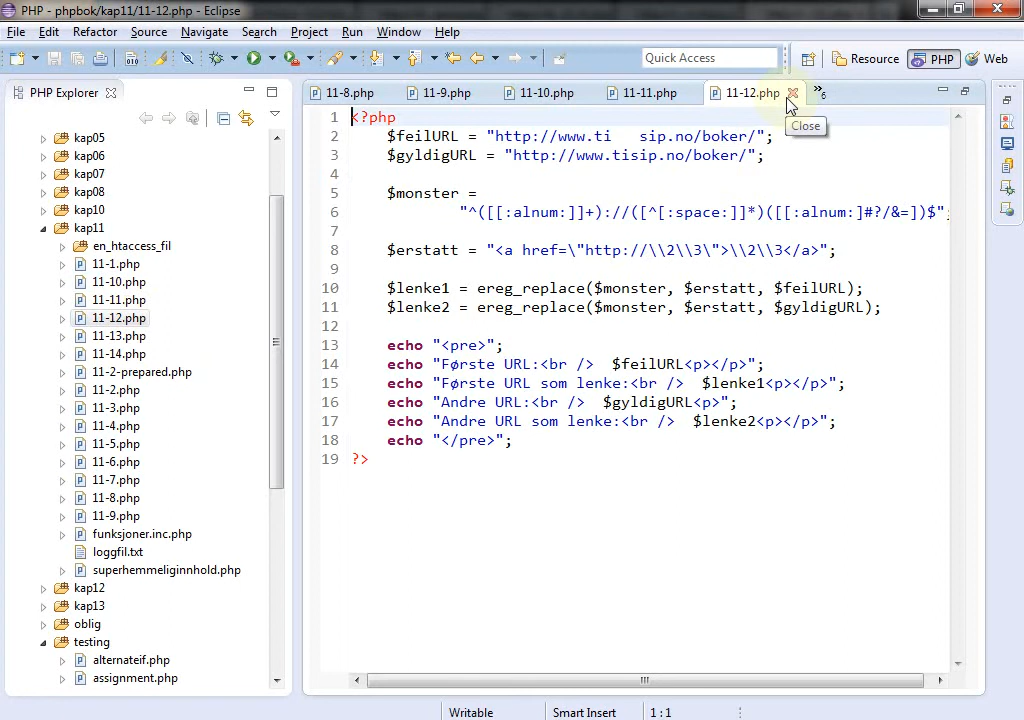 PHP - phpbok/kap11/11-12.php - Eclipse
File Edit Refactor Source Navigate Search Project Run Window Help
Quick Access Resource PHP Web
PHP Explorer
11-8.php 11-9.php 11-10.php 11-11.php 11-12.php »6
Close
kap05
kap06
kap07
kap08
kap10
kap11
en_htaccess_fil
11-1.php
11-10.php
11-11.php
11-12.php
11-13.php
11-14.php
11-2-prepared.php
11-2.php
11-3.php
11-4.php
11-5.php
11-6.php
11-7.php
11-8.php
11-9.php
funksjoner.inc.php
loggfil.txt
superhemmeliginnhold.php
kap12
kap13
oblig
testing
alternateif.php
assignment.php
1 <?php
2 $feilURL = "http://www.ti   sip.no/boker/";
3 $gyldigURL = "http://www.tisip.no/boker/";
4
5 $monster =
6 "^([[:alnum:]]+)://([^[:space:]]*)([[:alnum:]#?/&=])$";
7
8 $erstatt = "<a href=\"http://\\2\\3\">\\2\\3</a>";
9
10 $lenke1 = ereg_replace($monster, $erstatt, $feilURL);
11 $lenke2 = ereg_replace($monster, $erstatt, $gyldigURL);
12
13 echo "<pre>";
14 echo "Første URL:<br />  $feilURL<p></p>";
15 echo "Første URL som lenke:<br />  $lenke1<p></p>";
16 echo "Andre URL:<br />  $gyldigURL<p>";
17 echo "Andre URL som lenke:<br />  $lenke2<p></p>";
18 echo "</pre>";
19 ?>
Writable Smart Insert 1 : 1